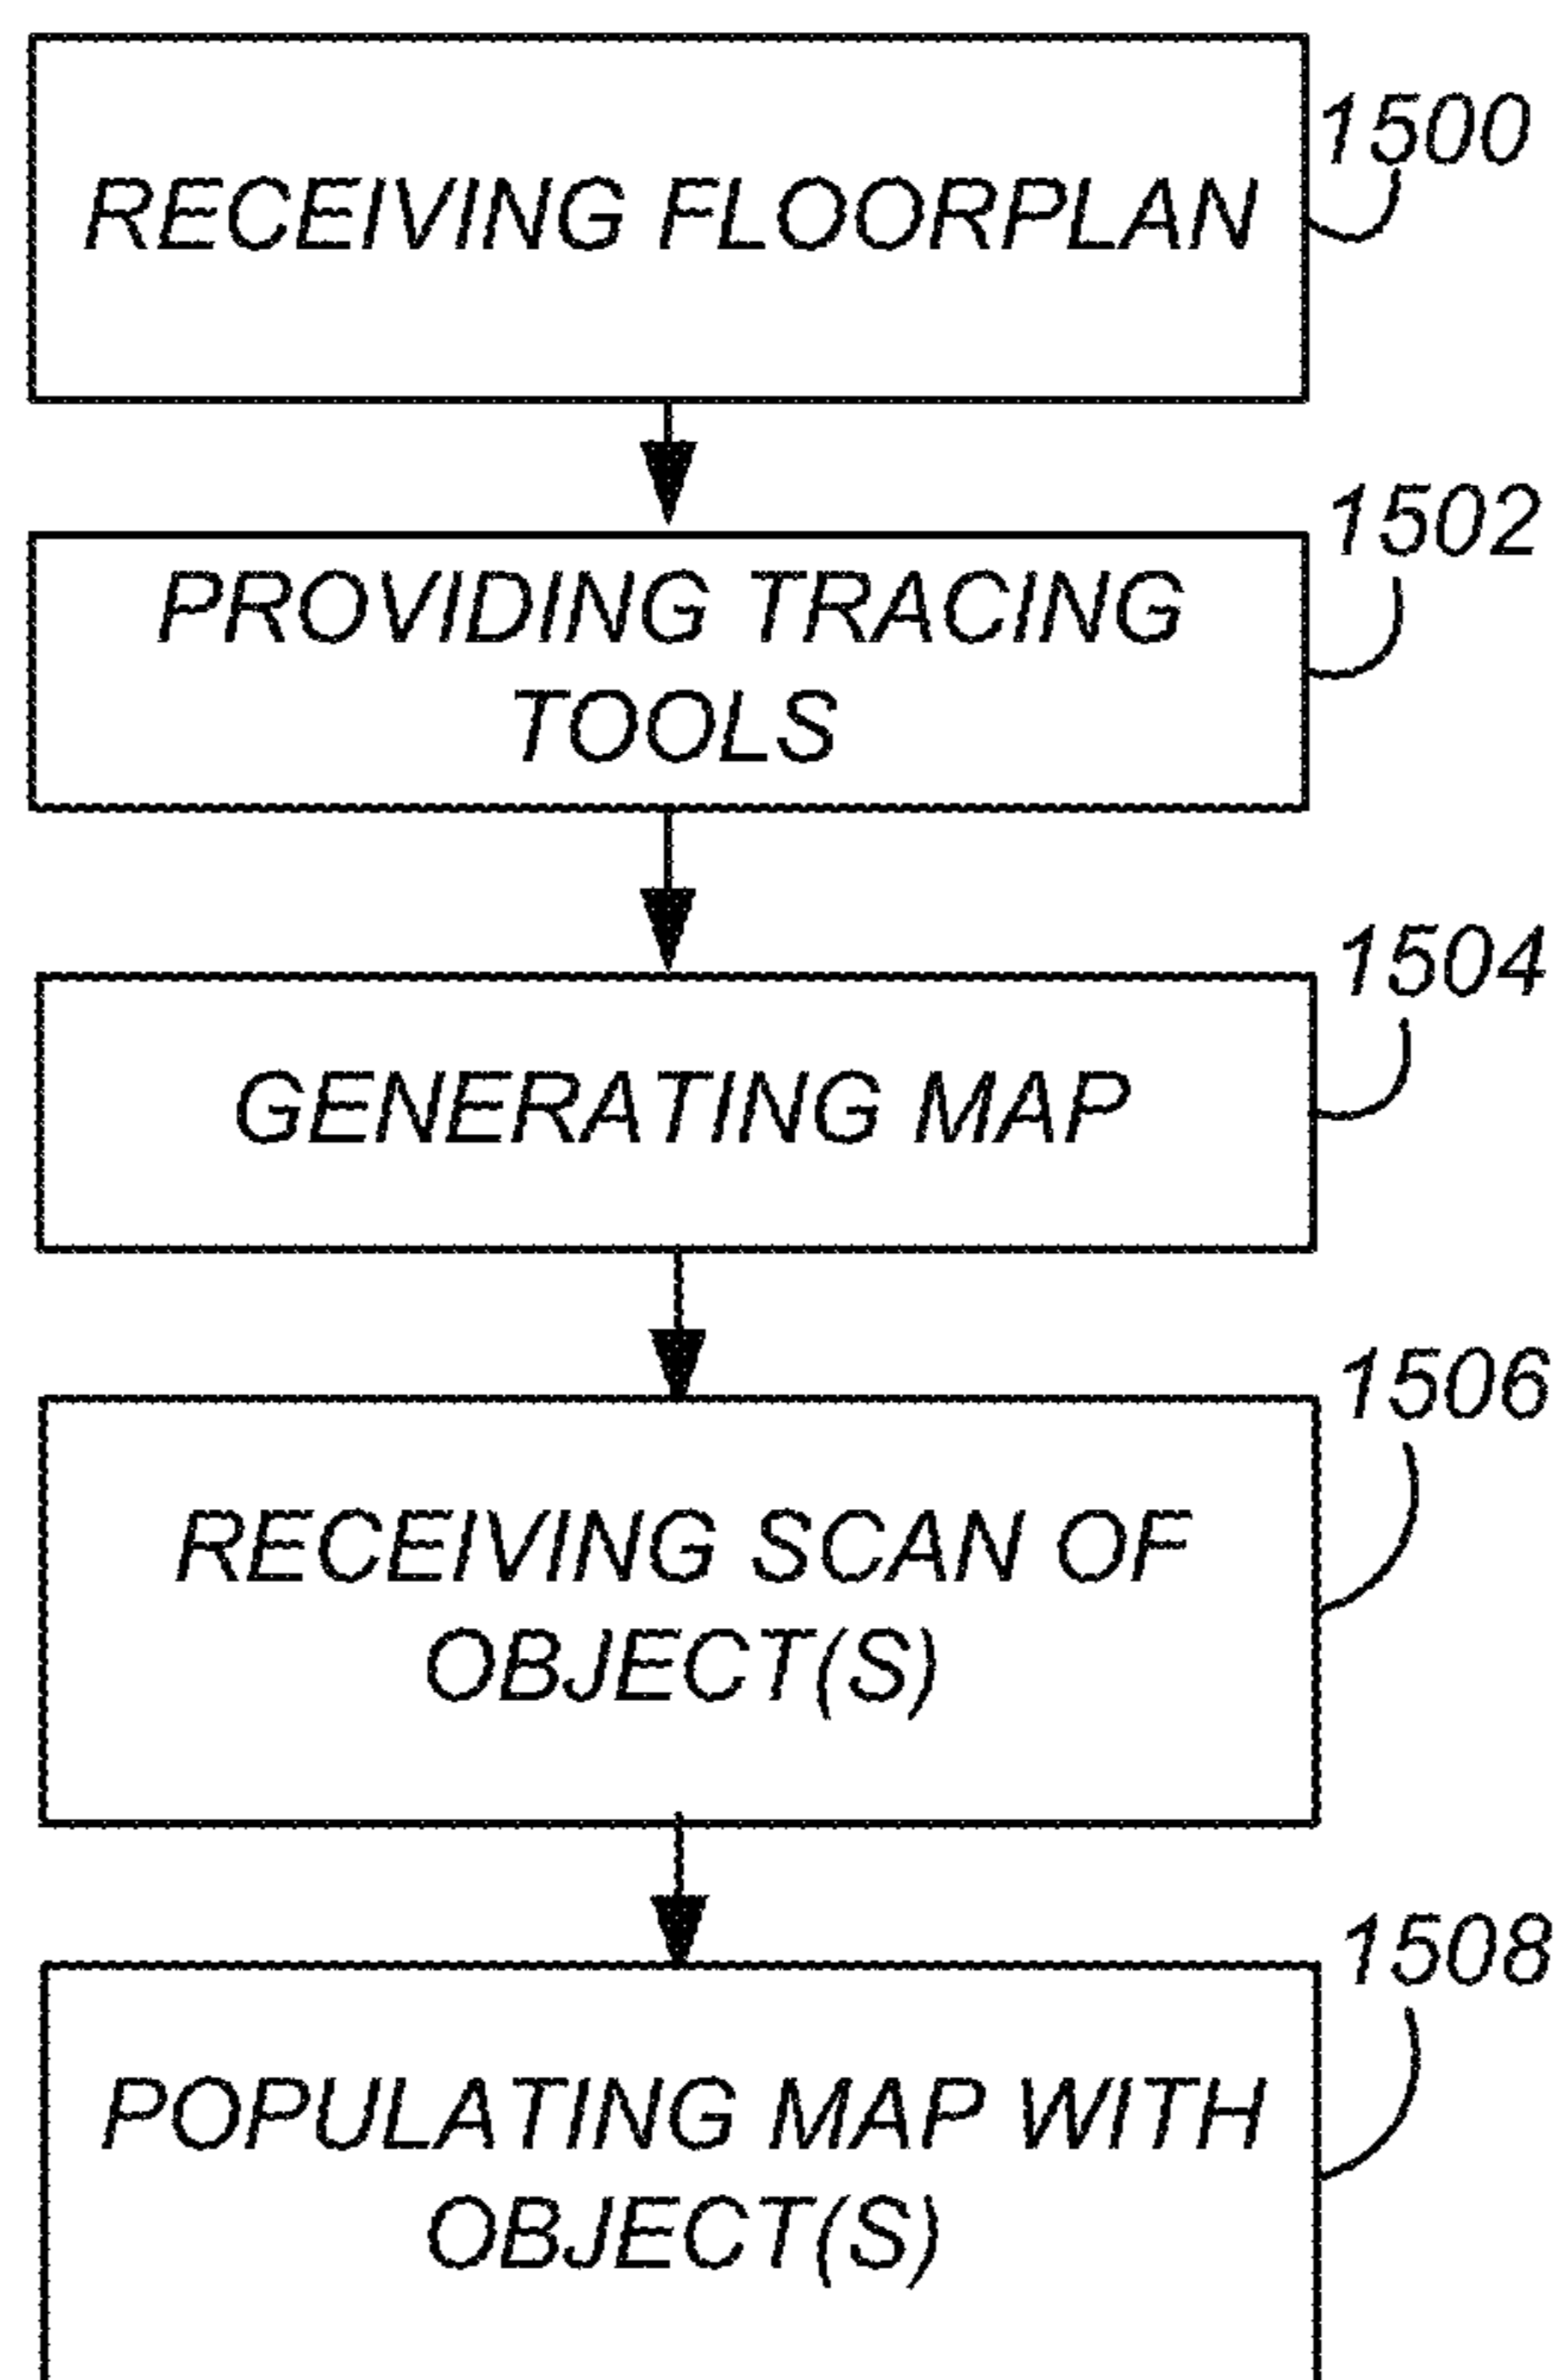 1500
RECEIVING FLOORPLAN
1502
PROVIDING TRACING
TOOLS
1504
GENERATING MAP
1506
RECEIVING SCAN OF
OBJECT(S)
1508
POPULATING MAP WITH
OBJECT(S)